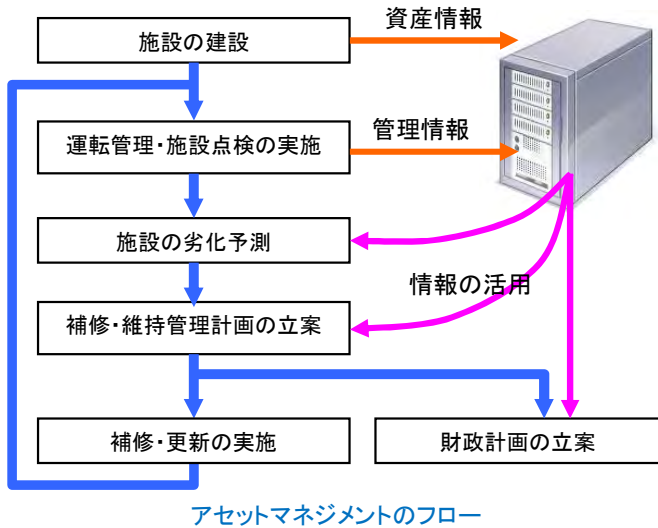 資産情報
施設の建設
管理情報
運転管理・施設点検の実施
施設の劣化予測
情報の活用
補修・維持管理計画の立案
補修・更新の実施
財政計画の立案
アセットマネジメントのフロー